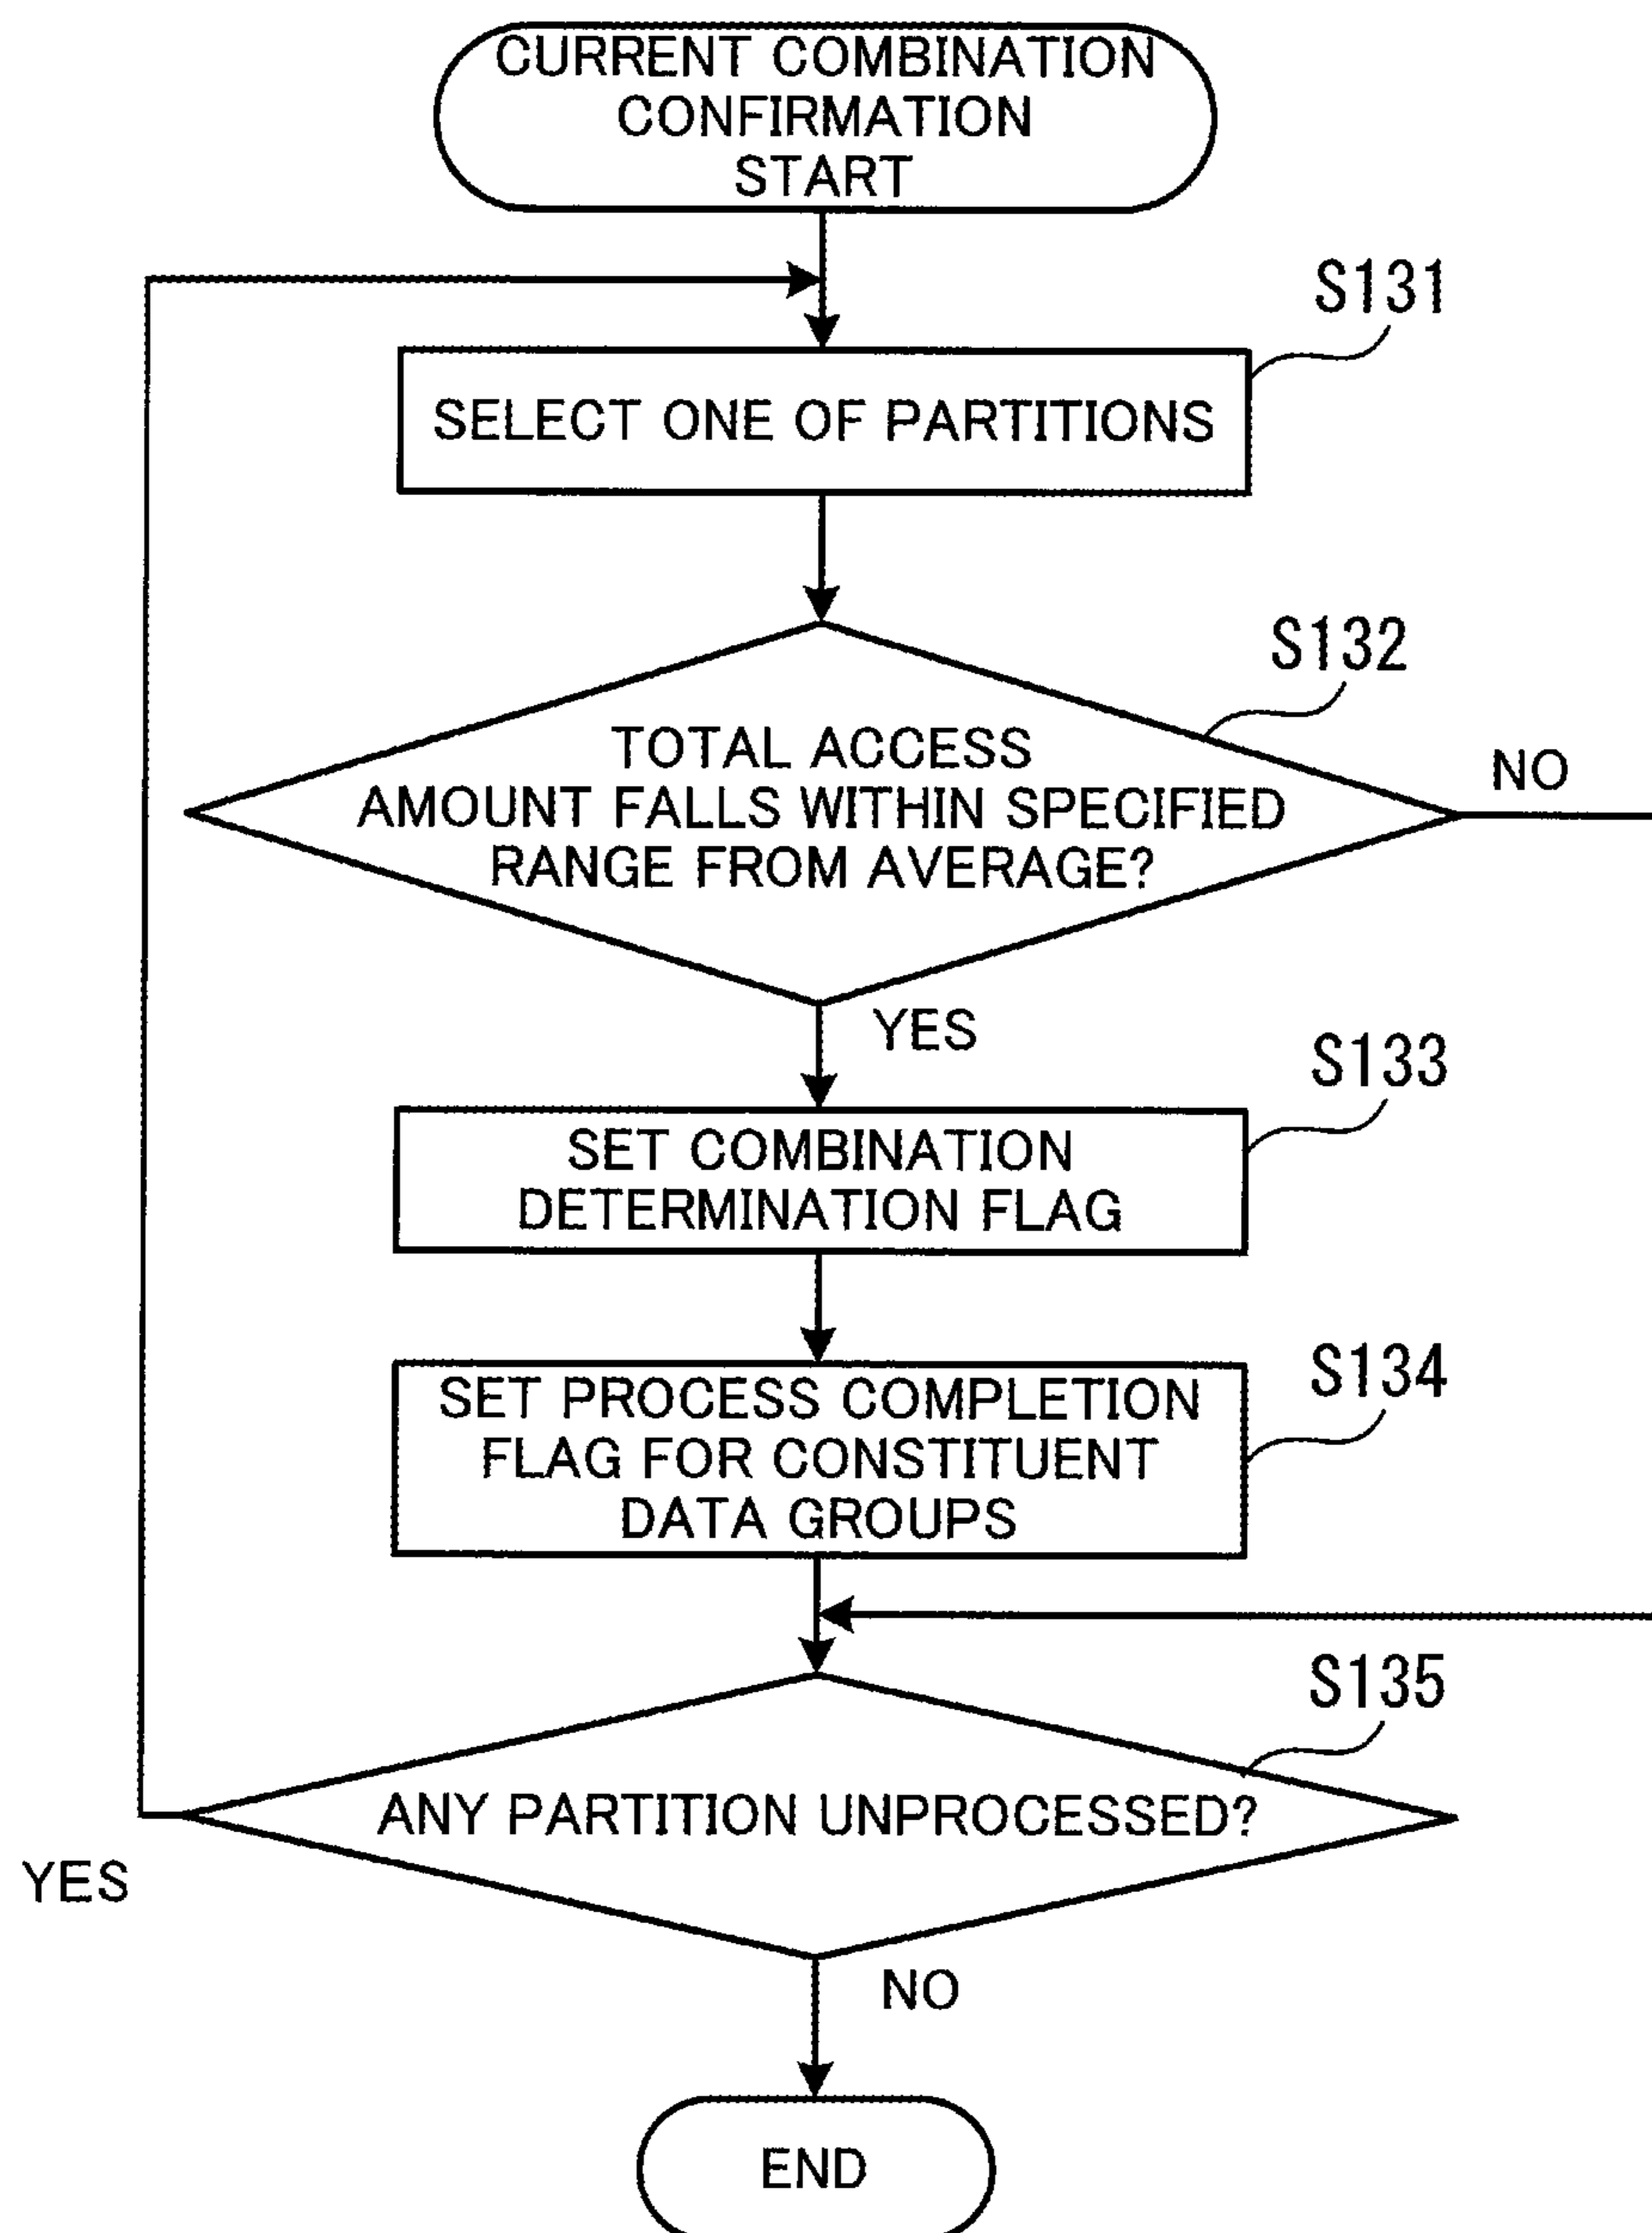 CURRENT COMBINATION
CONFIRMATION
START
S131
SELECT ONE OF PARTITIONS
S132
TOTAL ACCESS
AMOUNT FALLS WITHIN SPECIFIED
RANGE FROM AVERAGE?
NO
YES
S133
SET COMBINATION
DETERMINATION FLAG
S134
SET PROCESS COMPLETION
FLAG FOR CONSTITUENT
DATA GROUPS
S135
ANY PARTITION UNPROCESSED?
YES
NO
END